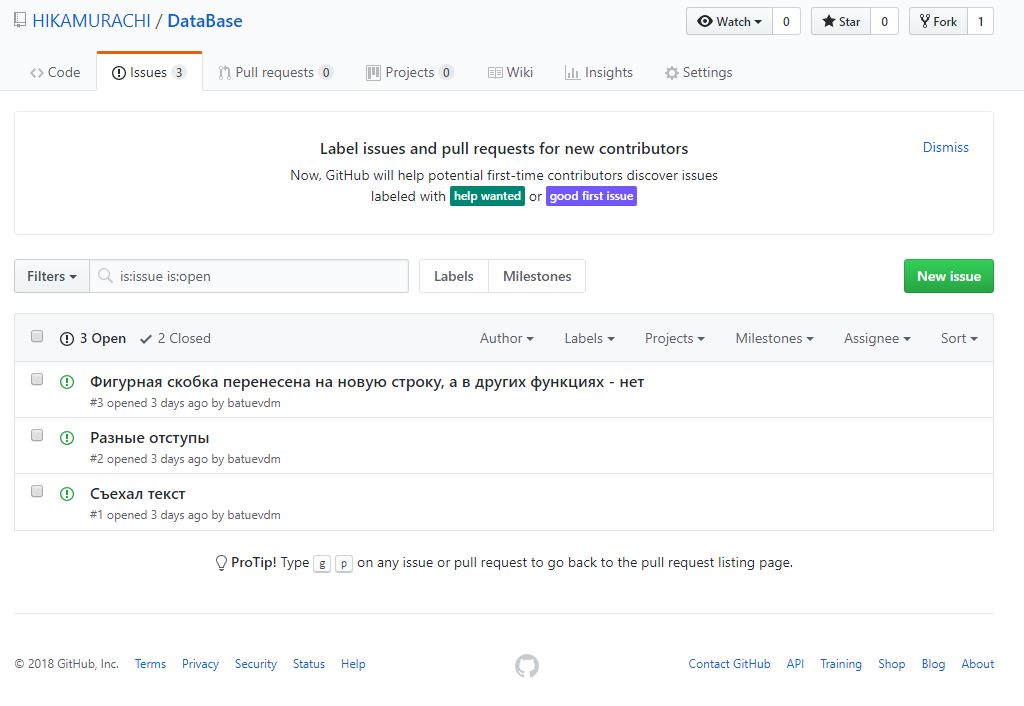 HIKAMURACHI / DataBase
Watch 0 Star 0 Fork 1
Code Issues 3 Pull requests 0 Projects 0 Wiki Insights Settings
Label issues and pull requests for new contributors
Dismiss
Now, GitHub will help potential first-time contributors discover issues
labeled with help wanted or good first issue
Filters is:issue is:open Labels Milestones New issue
3 Open 2 Closed Author Labels Projects Milestones Assignee Sort
Фигурная скобка перенесена на новую строку, а в других функциях - нет
#3 opened 3 days ago by batuevdm
Разные отступы
#2 opened 3 days ago by batuevdm
Съехал текст
#1 opened 3 days ago by batuevdm
ProTip! Type g p on any issue or pull request to go back to the pull request listing page.
© 2018 GitHub, Inc. Terms Privacy Security Status Help Contact GitHub API Training Shop Blog About